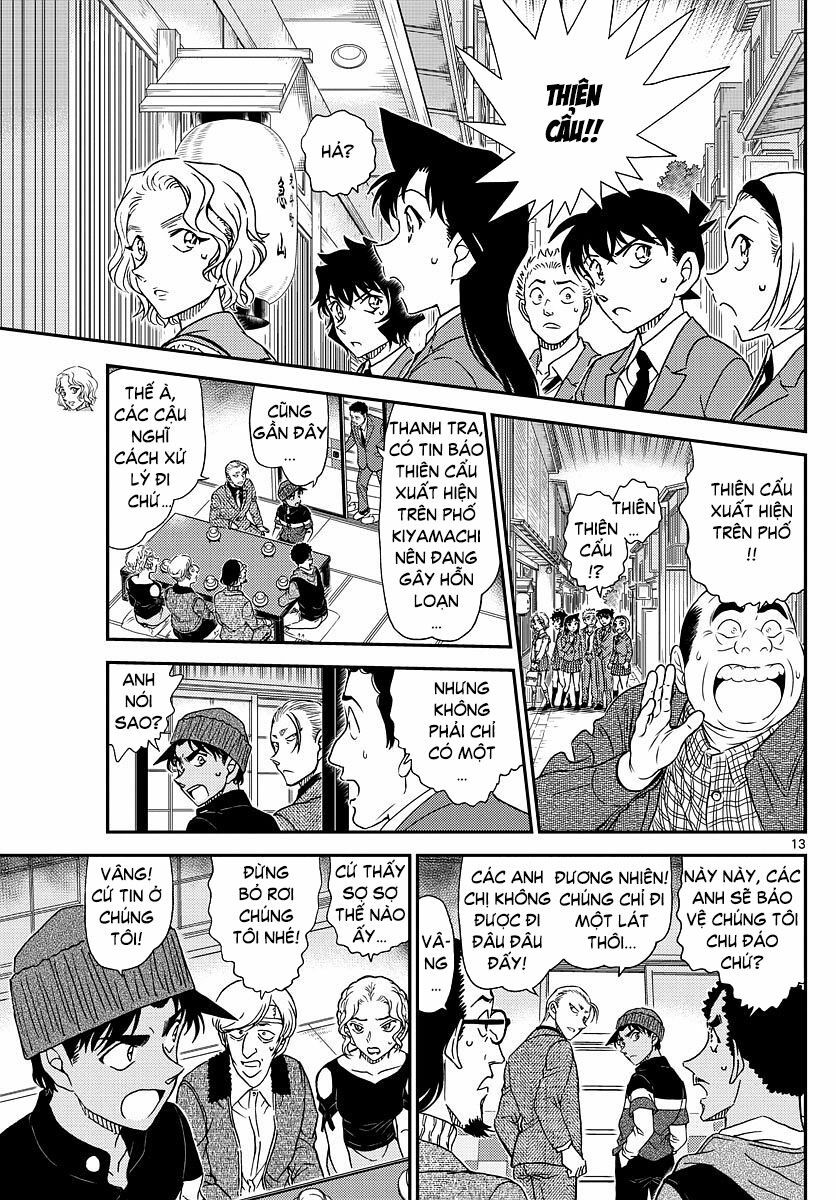 THIÊN
CẨU!!
HẢ?
THIÊN CẨU
XUẤT HIỆN
TRÊN PHỐ
!!
THIÊN...
THIÊN
CẨU
!?
THANH TRA,
CÓ TIN BÁO
THIÊN CẨU
XUẤT HIỆN
TRÊN PHỐ
KIYAMACHI
NÊN ĐANG
GÂY HỖN
LOẠN
...
CŨNG
GẦN ĐÂY
...
THẾ À,
CÁC CẬU
NGHĨ
CÁCH XỬ
LÝ ĐI
CHỨ...
NHƯNG
KHÔNG
PHẢI CHỈ
CÓ MỘT
...
ANH
NÓI
SAO?
13
NÀY NÀY, CÁC
ANH SẼ BẢO
VỆ CHÚNG TÔI
CHU ĐÁO
CHỨ?
ĐƯƠNG NHIÊN!
CHÚNG CHỈ ĐI
MỘT LÁT
THÔI...
CÁC ANH
CHỊ KHÔNG
ĐƯỢC ĐI
ĐÂU ĐÂU
ĐẤY!
VÂNG
...
CỨ THẤY
SỢ SỢ
THẾ NÀO
ẤY...
ĐỪNG
BỎ RƠI
CHÚNG
TÔI NHÉ!
VÂNG!
CỨ TIN Ở
CHÚNG
TÔI!